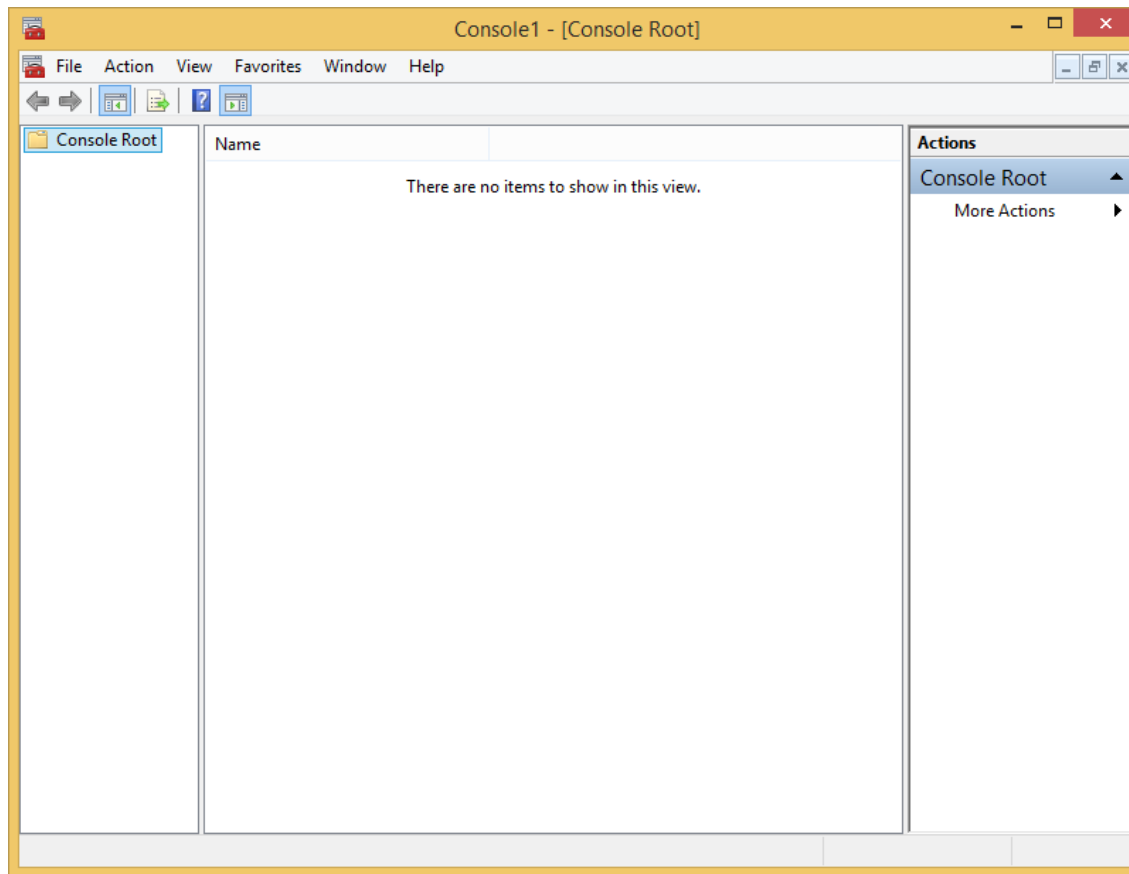 Console1 - [Console Root]
File Action View Favorites Window Help
Console Root
Name
There are no items to show in this view.
Actions
Console Root
More Actions